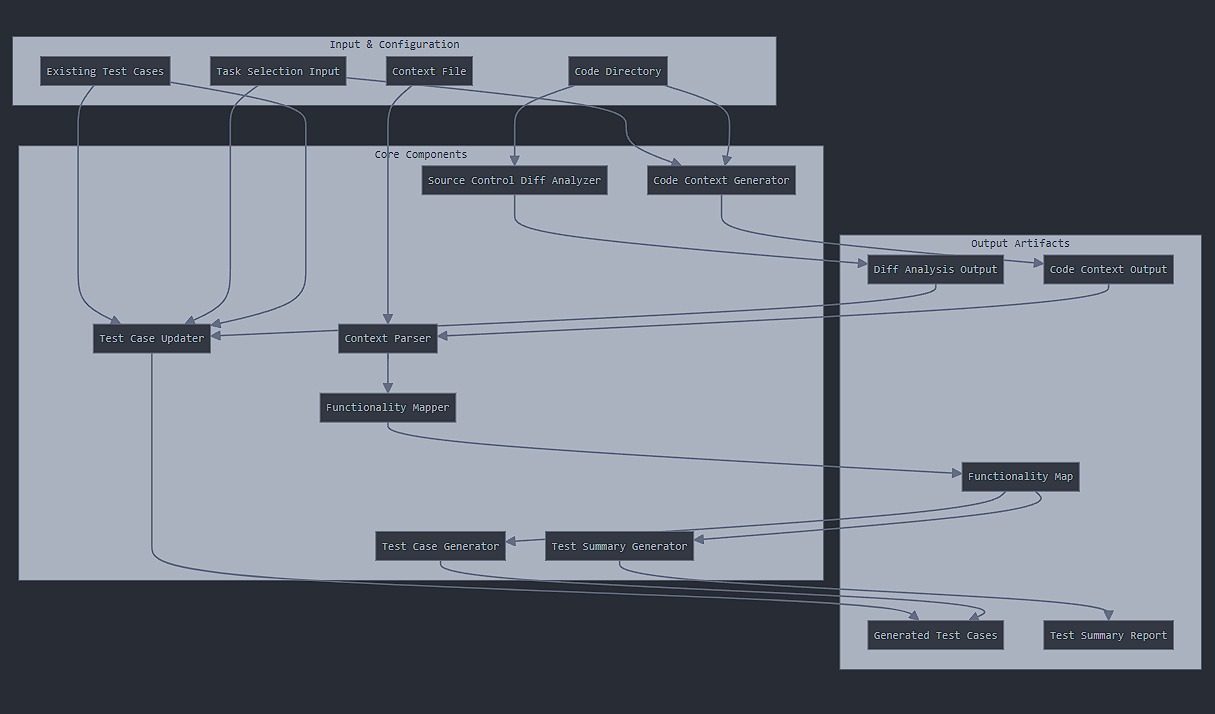 Input & Configuration
Existing Test Cases
Task Selection Input
Context File
Code Directory
Core Components
Source Control Diff Analyzer
Code Context Generator
Output Artifacts
Diff Analysis Output
Code Context Output
Test Case Updater
Context Parser
Functionality Mapper
Functionality Map
Test Case Generator
Test Summary Generator
Generated Test Cases
Test Summary Report